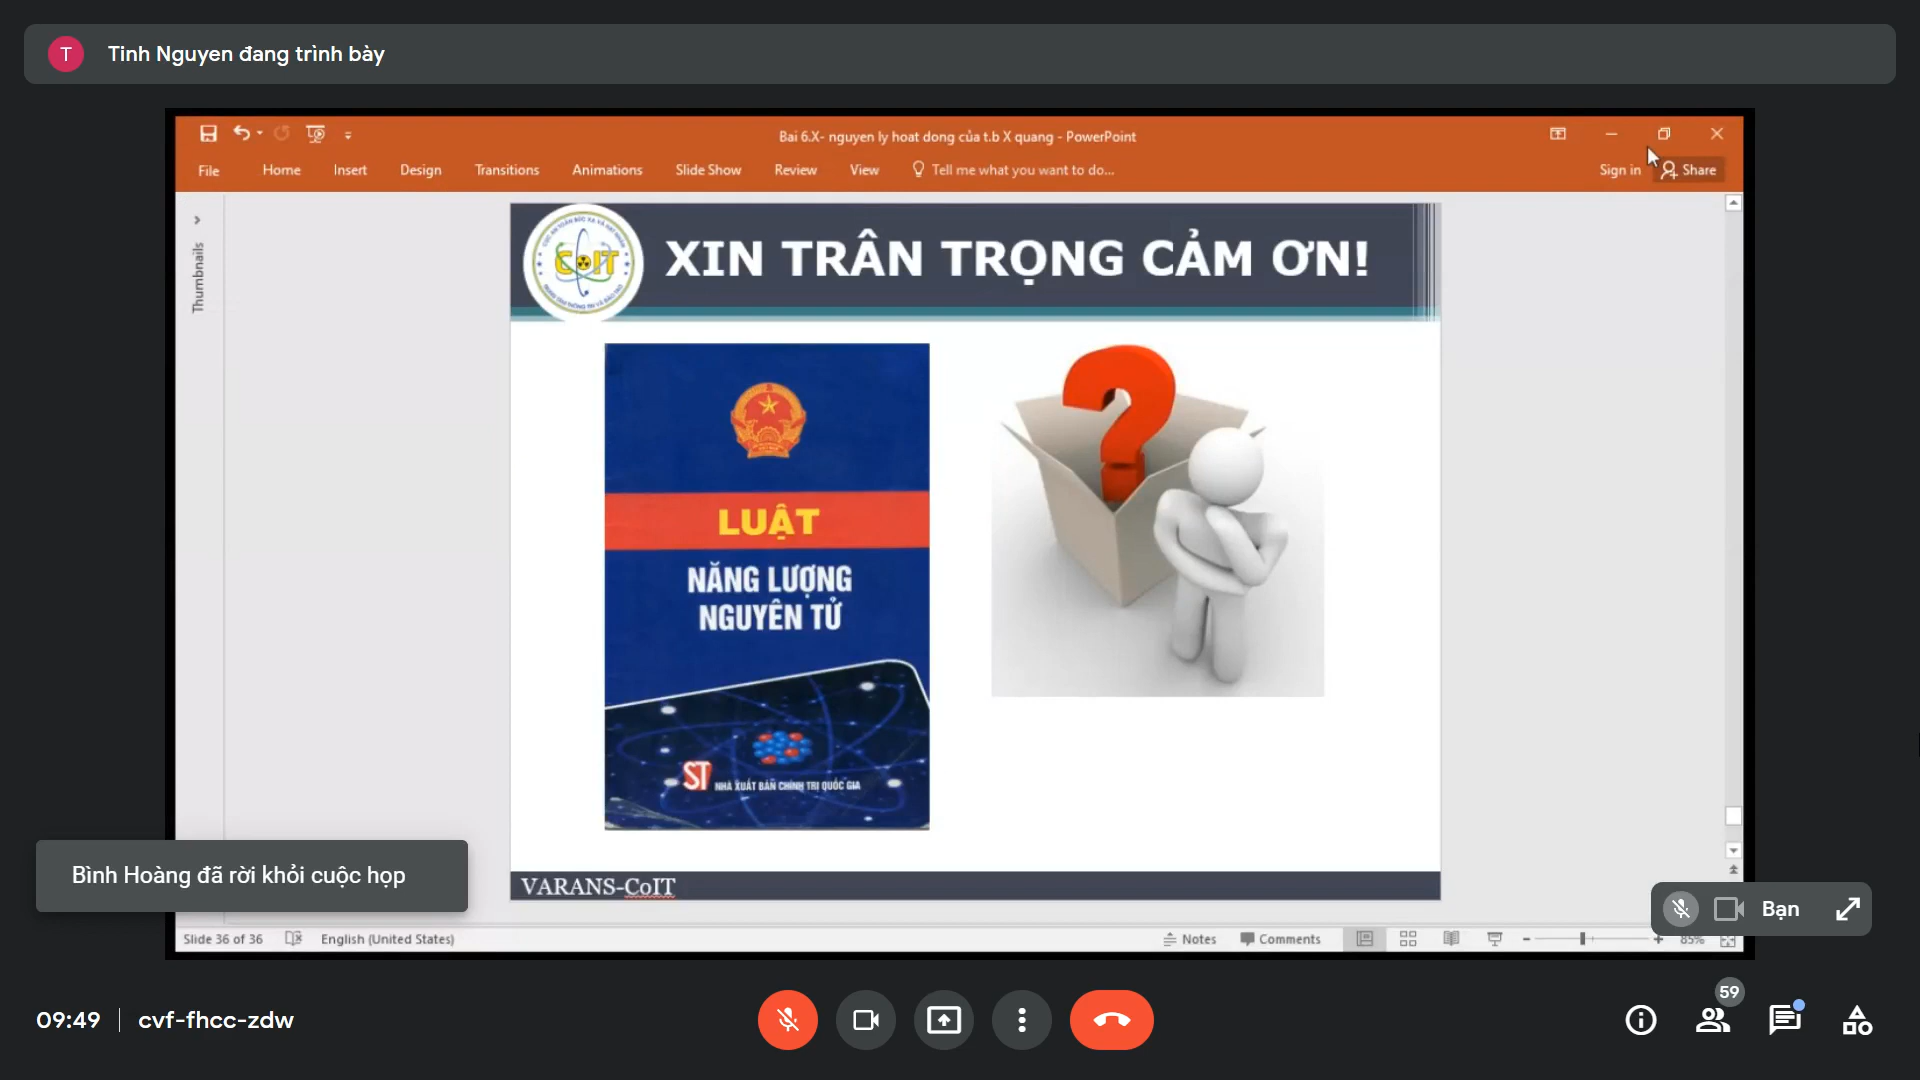 T
Tinh Nguyen đang trình bày
Bai 6.X- nguyen ly hoat dong của t.b X quang - PowerPoint
File
Home
Insert
Design
Transitions
Animations
Slide Show
Review
View
Tell me what you want to do...
Sign in
Share
Thumbnails
CoIT
XIN TRÂN TRỌNG CẢM ƠN!
LUẬT
NĂNG LƯỢNG
NGUYÊN TỬ
ST
NHÀ XUẤT BẢN CHÍNH TRỊ QUỐC GIA
VARANS-CoIT
Bình Hoàng đã rời khỏi cuộc họp
Bạn
Slide 36 of 36
English (United States)
Notes
Comments
85%
09:49
cvf-fhcc-zdw
59